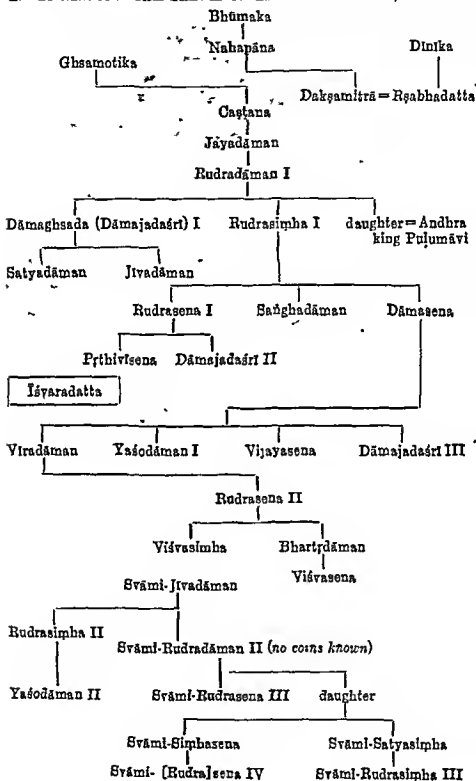 Bhūmaka
Nahapāna
Ghsamotika
Dinīka
Dakṣamitrā = Ṛṣabhadatta
Caṣṭana
Jayadāman
Rudradāman I
Dāmaghsada (Dāmajadaśrī) I
Rudrasiṃha I
daughter = Andhra
king Puḷumāvi
Satyadāman
Jīvadāman
Rudrasena I
Saṅghadāman
Dāmasena
Pṛthivīsena
Dāmajadaśrī II
Īśvaradatta
Vīradāman
Yaśodāman I
Vijayasena
Dāmajadaśrī III
Rudrasena II
Viśvasiṃha
Bhartṛdāman
Viśvasena
Svāmi-Jīvadāman
Rudrasiṃha II
Svāmi-Rudradāman II (no coins known)
Yaśodāman II
Svāmi-Rudrasena III
daughter
Svāmi-Siṃhasena
Svāmi-Satyasiṃha
Svāmi-[Rudra]sena IV
Svāmi-Rudrasiṃha III